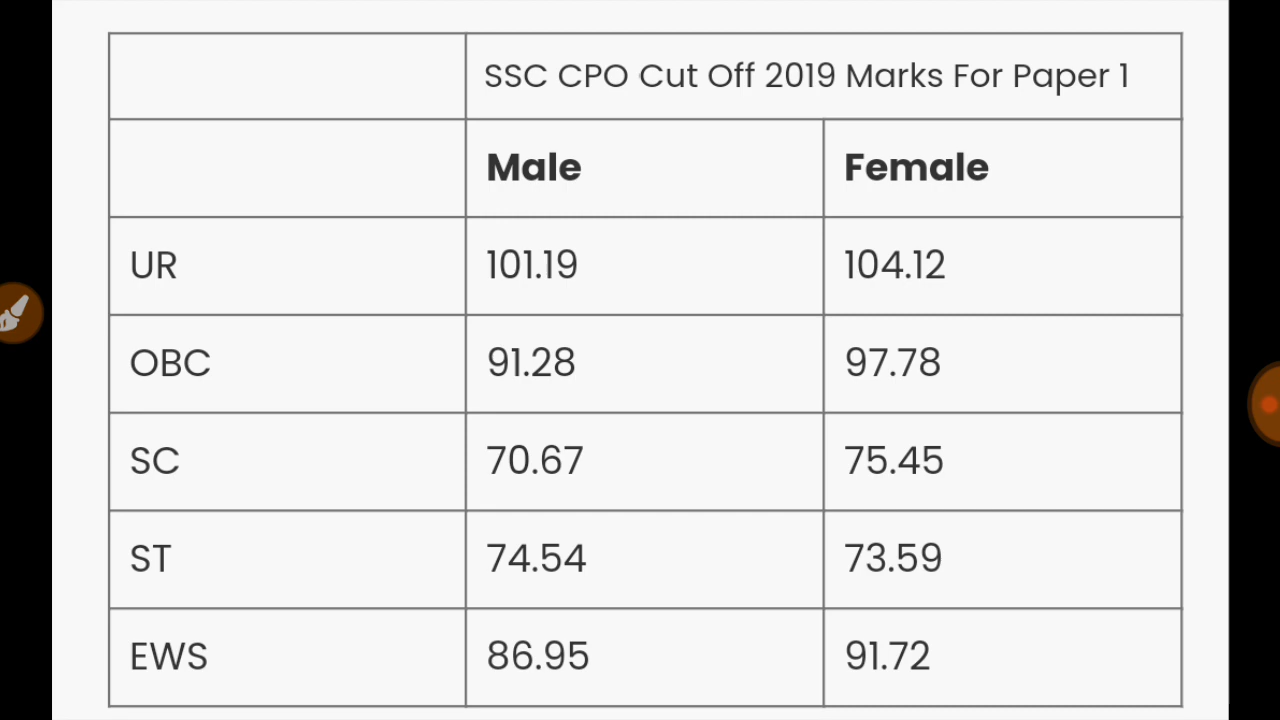 SSC CPO Cut Off 2019 Marks For Paper 1
Male Female
UR 101.19 104.12
OBC 91.28 97.78
SC 70.67 75.45
ST 74.54 73.59
EWS 86.95 91.72